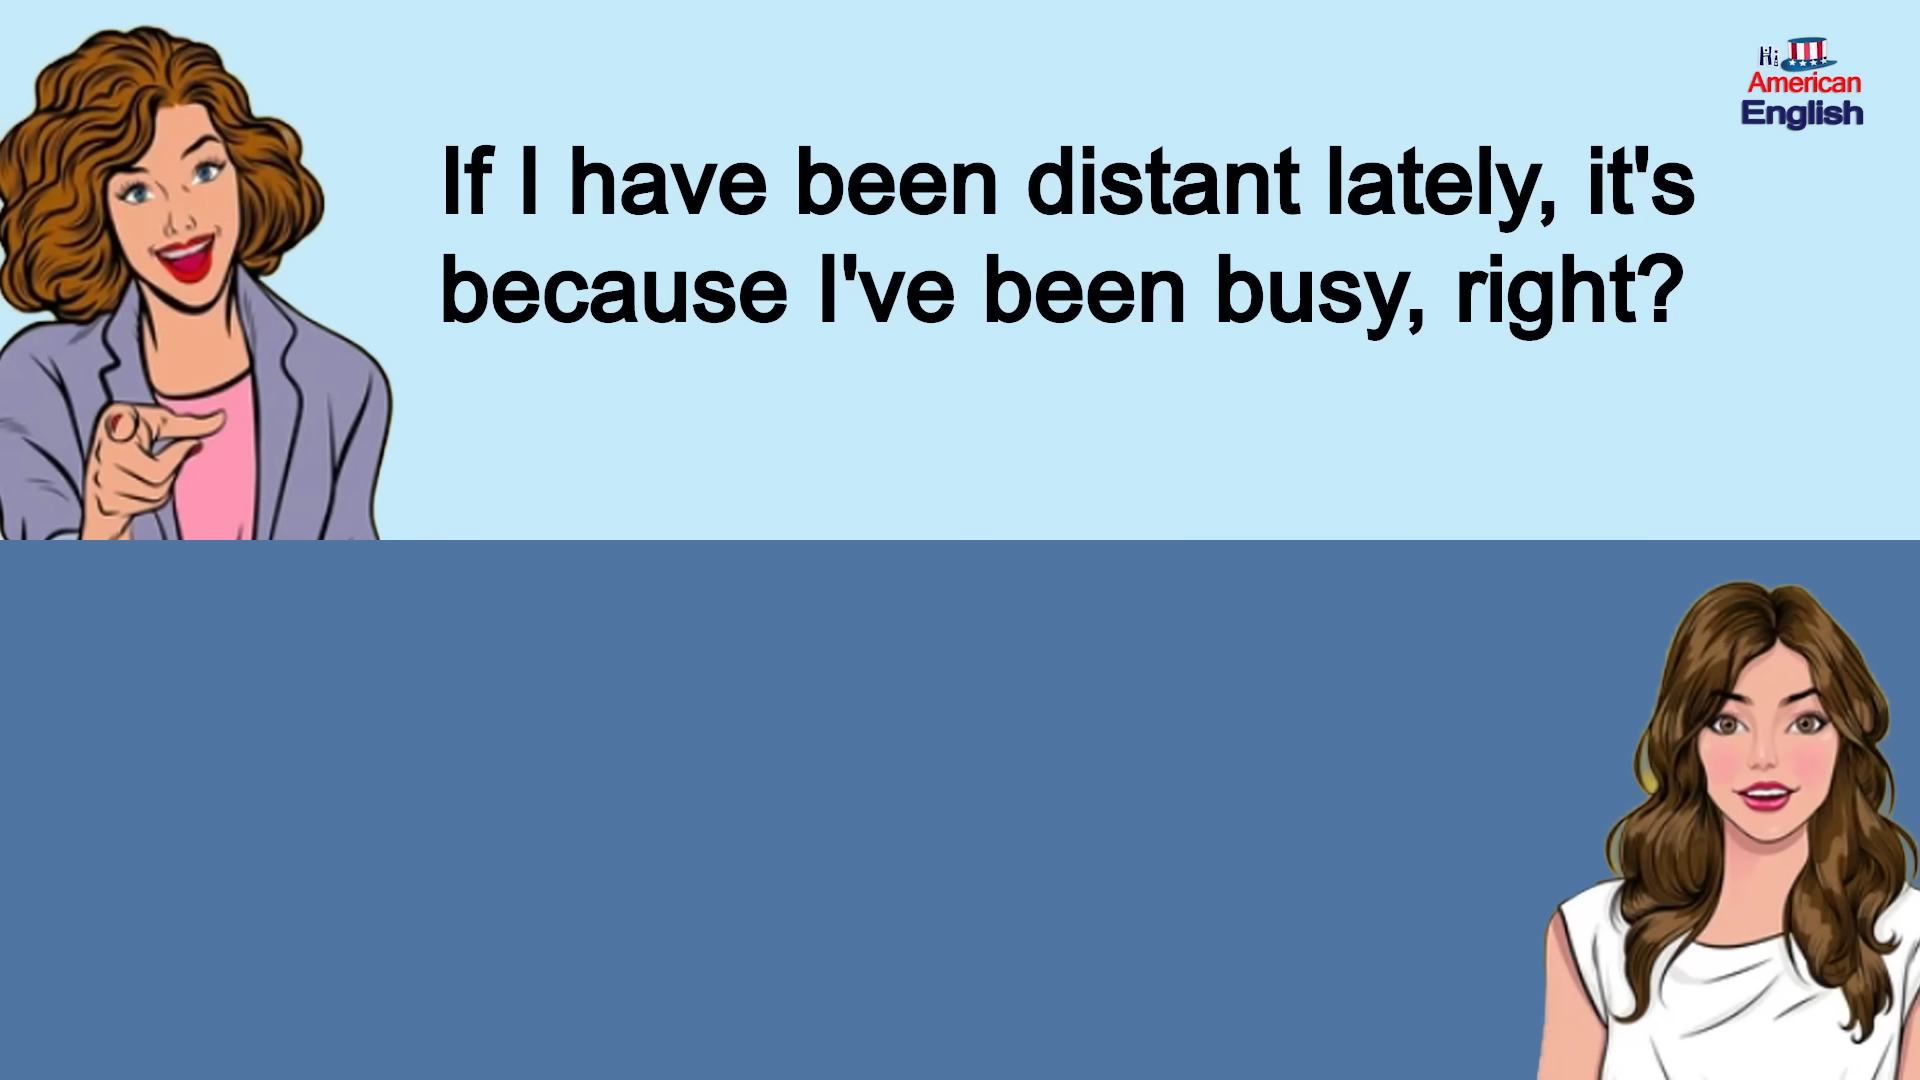 Hi
American
English
If I have been distant lately, it's
because I've been busy, right?